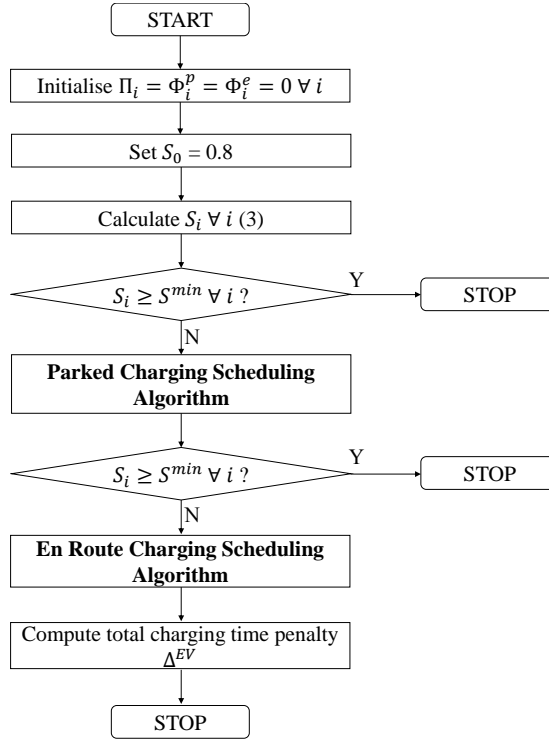 START
Initialise Π_i = Φ_i^p = Φ_i^e = 0 ∀ i
Set S_0 = 0.8
Calculate S_i ∀ i (3)
S_i ≥ S^min ∀ i ?
Y
STOP
N
Parked Charging Scheduling
Algorithm
S_i ≥ S^min ∀ i ?
Y
STOP
N
En Route Charging Scheduling
Algorithm
Compute total charging time penalty
Δ^EV
STOP